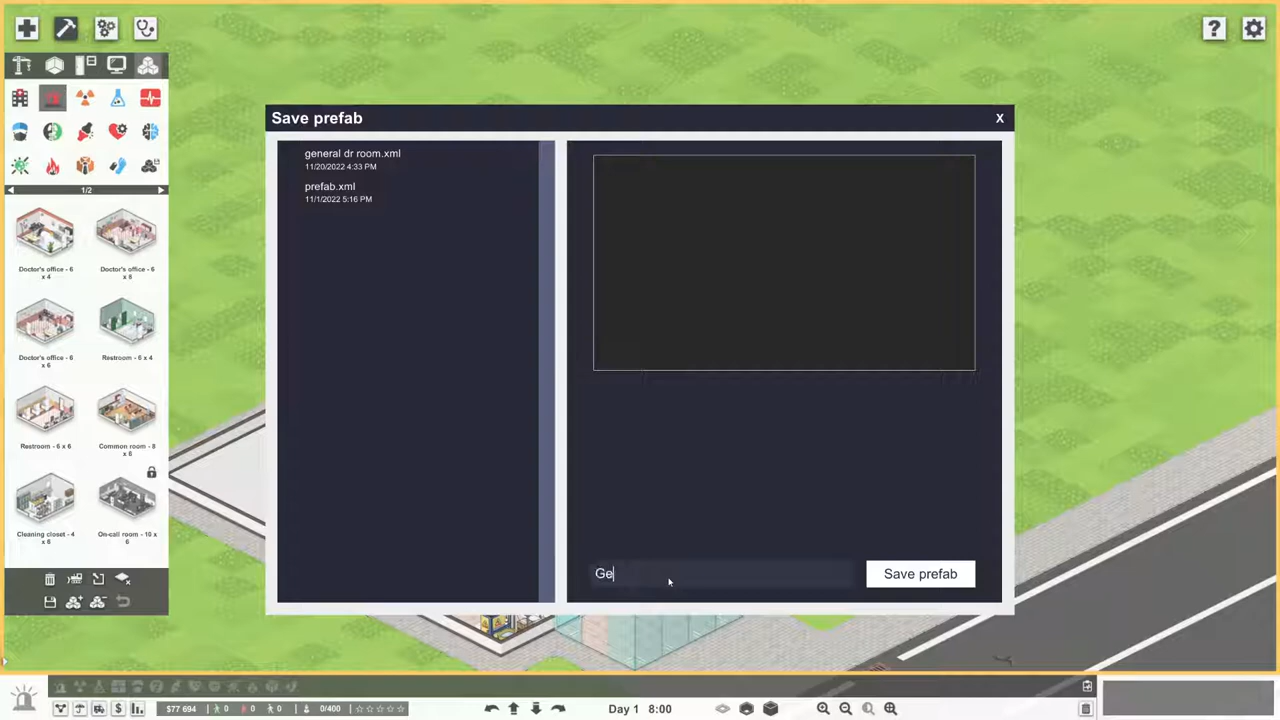 ?
Save prefab
X
general dr room.xml
11/20/2022 4:33 PM
prefab.xml
11/1/2022 5:16 PM
1/2
Doctor's office - 6
x 4
Doctor's office - 6
x 8
Doctor's office - 6
x 6
Restroom - 6 x 4
Restroom - 6 x 6
Common room - 8
x 6
Cleaning closet - 4
x 6
On-call room - 10 x
6
Ge
Save prefab
$77 694
0
0
0
0/400
Day 1 8:00